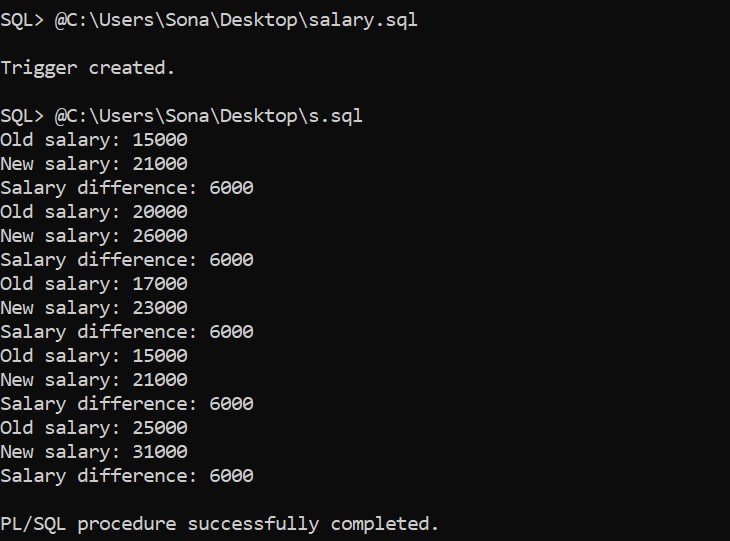 SQL> @C:\Users\Sona\Desktop\salary.sql
Trigger created.
SQL> @C:\Users\Sona\Desktop\s.sql
Old salary: 15000
New salary: 21000
Salary difference: 6000
Old salary: 20000
New salary: 26000
Salary difference: 6000
Old salary: 17000
New salary: 23000
Salary difference: 6000
Old salary: 15000
New salary: 21000
Salary difference: 6000
Old salary: 25000
New salary: 31000
Salary difference: 6000
PL/SQL procedure successfully completed.